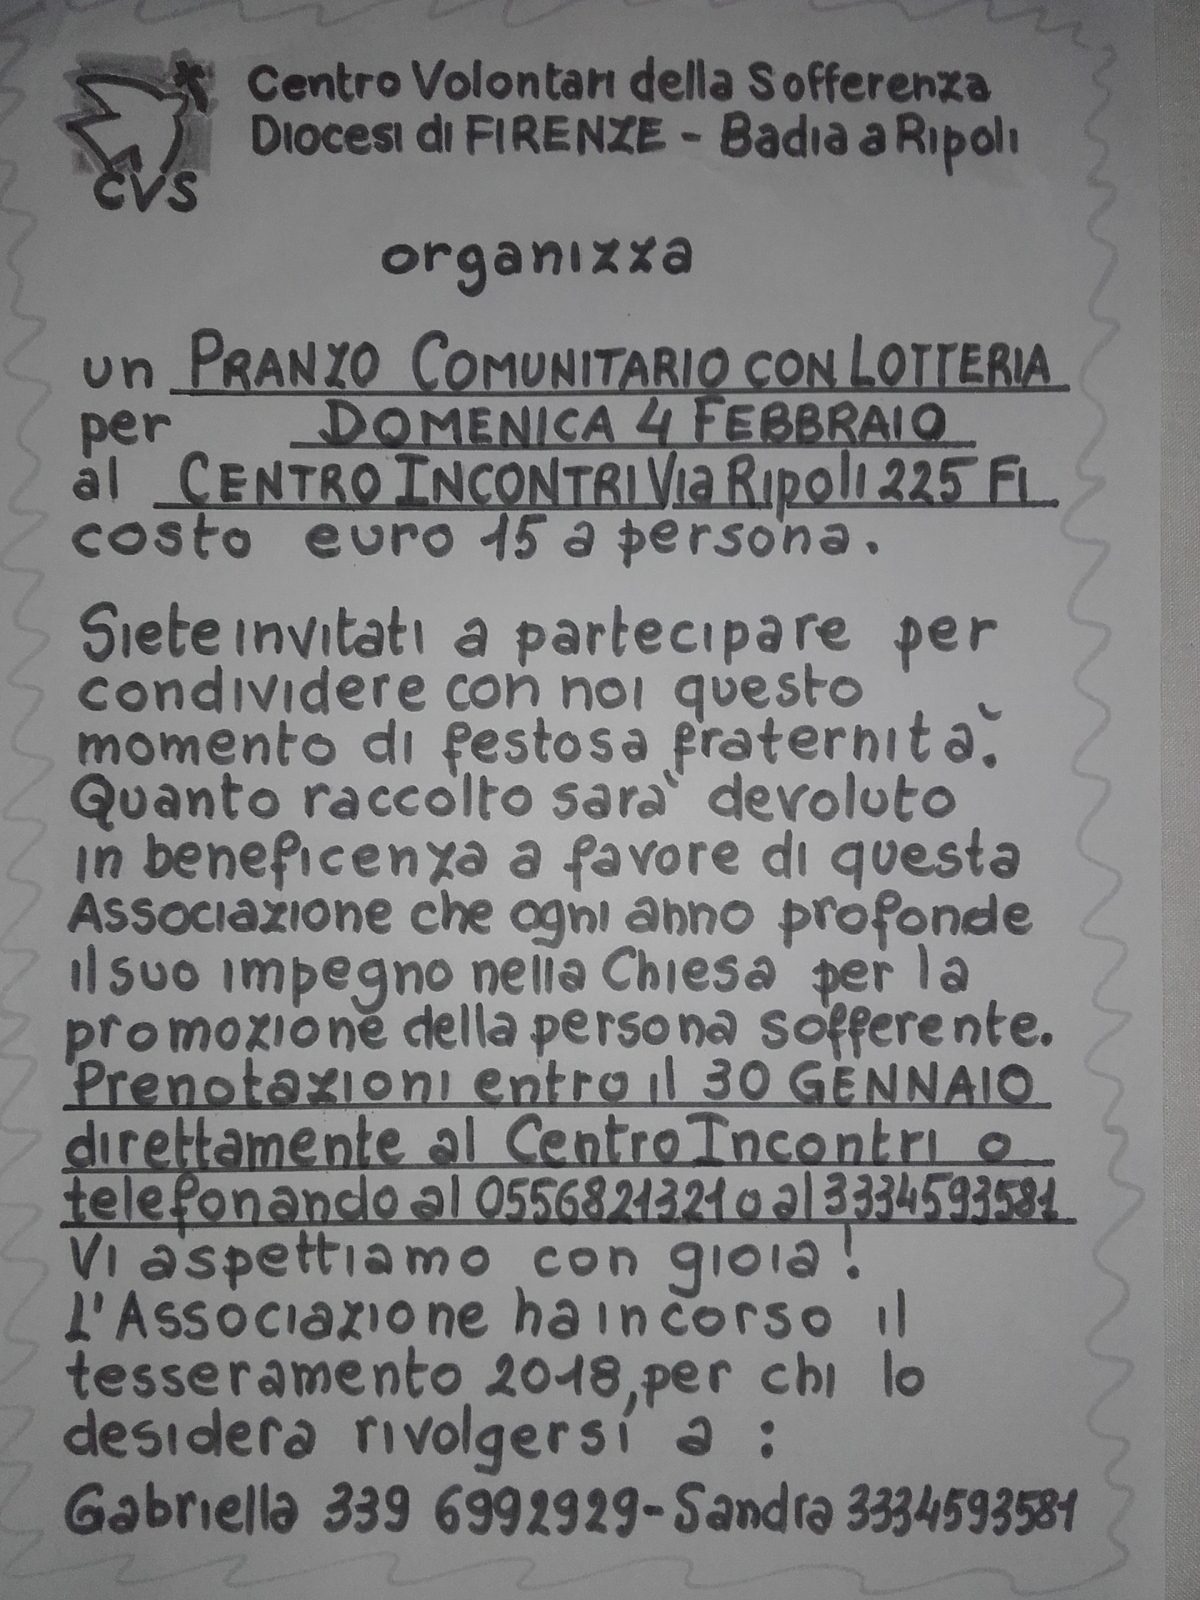 CVS
Centro Volontari della Sofferenza
Diocesi di FIRENZE - Badia a Ripoli
organizza
un PRANZO COMUNITARIO CON LOTTERIA
per DOMENICA 4 FEBBRAIO
al CENTRO INCONTRI Via Ripoli 225 FI
costo euro 15 a persona.
Siete invitati a partecipare per
condividere con noi questo
momento di festosa fraternità.
Quanto raccolto sarà devoluto
in beneficenza a favore di questa
Associazione che ogni anno profonde
il suo impegno nella Chiesa per la
promozione della persona sofferente.
Prenotazioni entro il 30 GENNAIO
direttamente al Centro Incontri o
telefonando al 0556821321 o al 3334593581
Vi aspettiamo con gioia!
L'Associazione ha in corso il
tesseramento 2018, per chi lo
desidera rivolgersi a :
Gabriella 339 6992929 - Sandra 3334593581